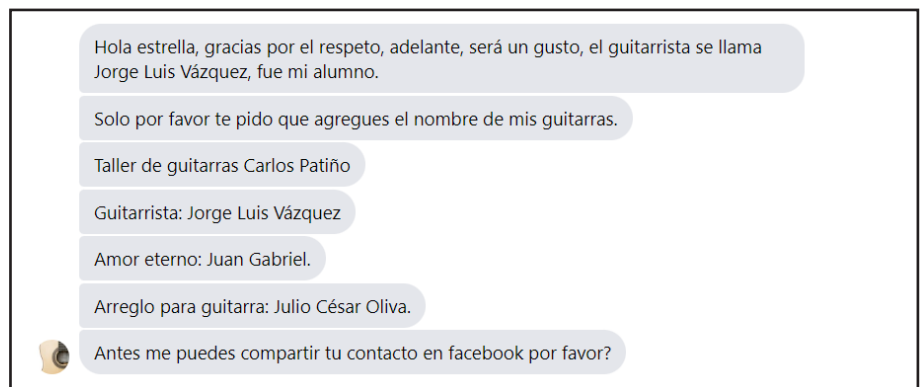 Hola estrella, gracias por el respeto, adelante, será un gusto, el guitarrista se llama
Jorge Luis Vázquez, fue mi alumno.
Solo por favor te pido que agregues el nombre de mis guitarras.
Taller de guitarras Carlos Patiño
Guitarrista: Jorge Luis Vázquez
Amor eterno: Juan Gabriel.
Arreglo para guitarra: Julio César Oliva.
Antes me puedes compartir tu contacto en facebook por favor?